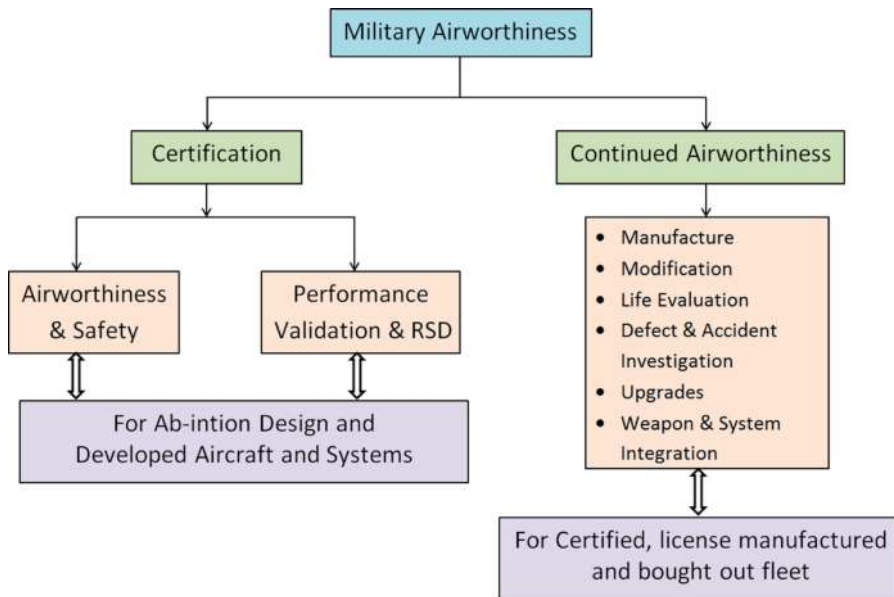 Military Airworthiness
Certification
Continued Airworthiness
Airworthiness
& Safety
Performance
Validation & RSD
For Ab-intion Design and
Developed Aircraft and Systems
• Manufacture
• Modification
• Life Evaluation
• Defect & Accident
Investigation
• Upgrades
• Weapon & System
Integration
For Certified, license manufactured
and bought out fleet